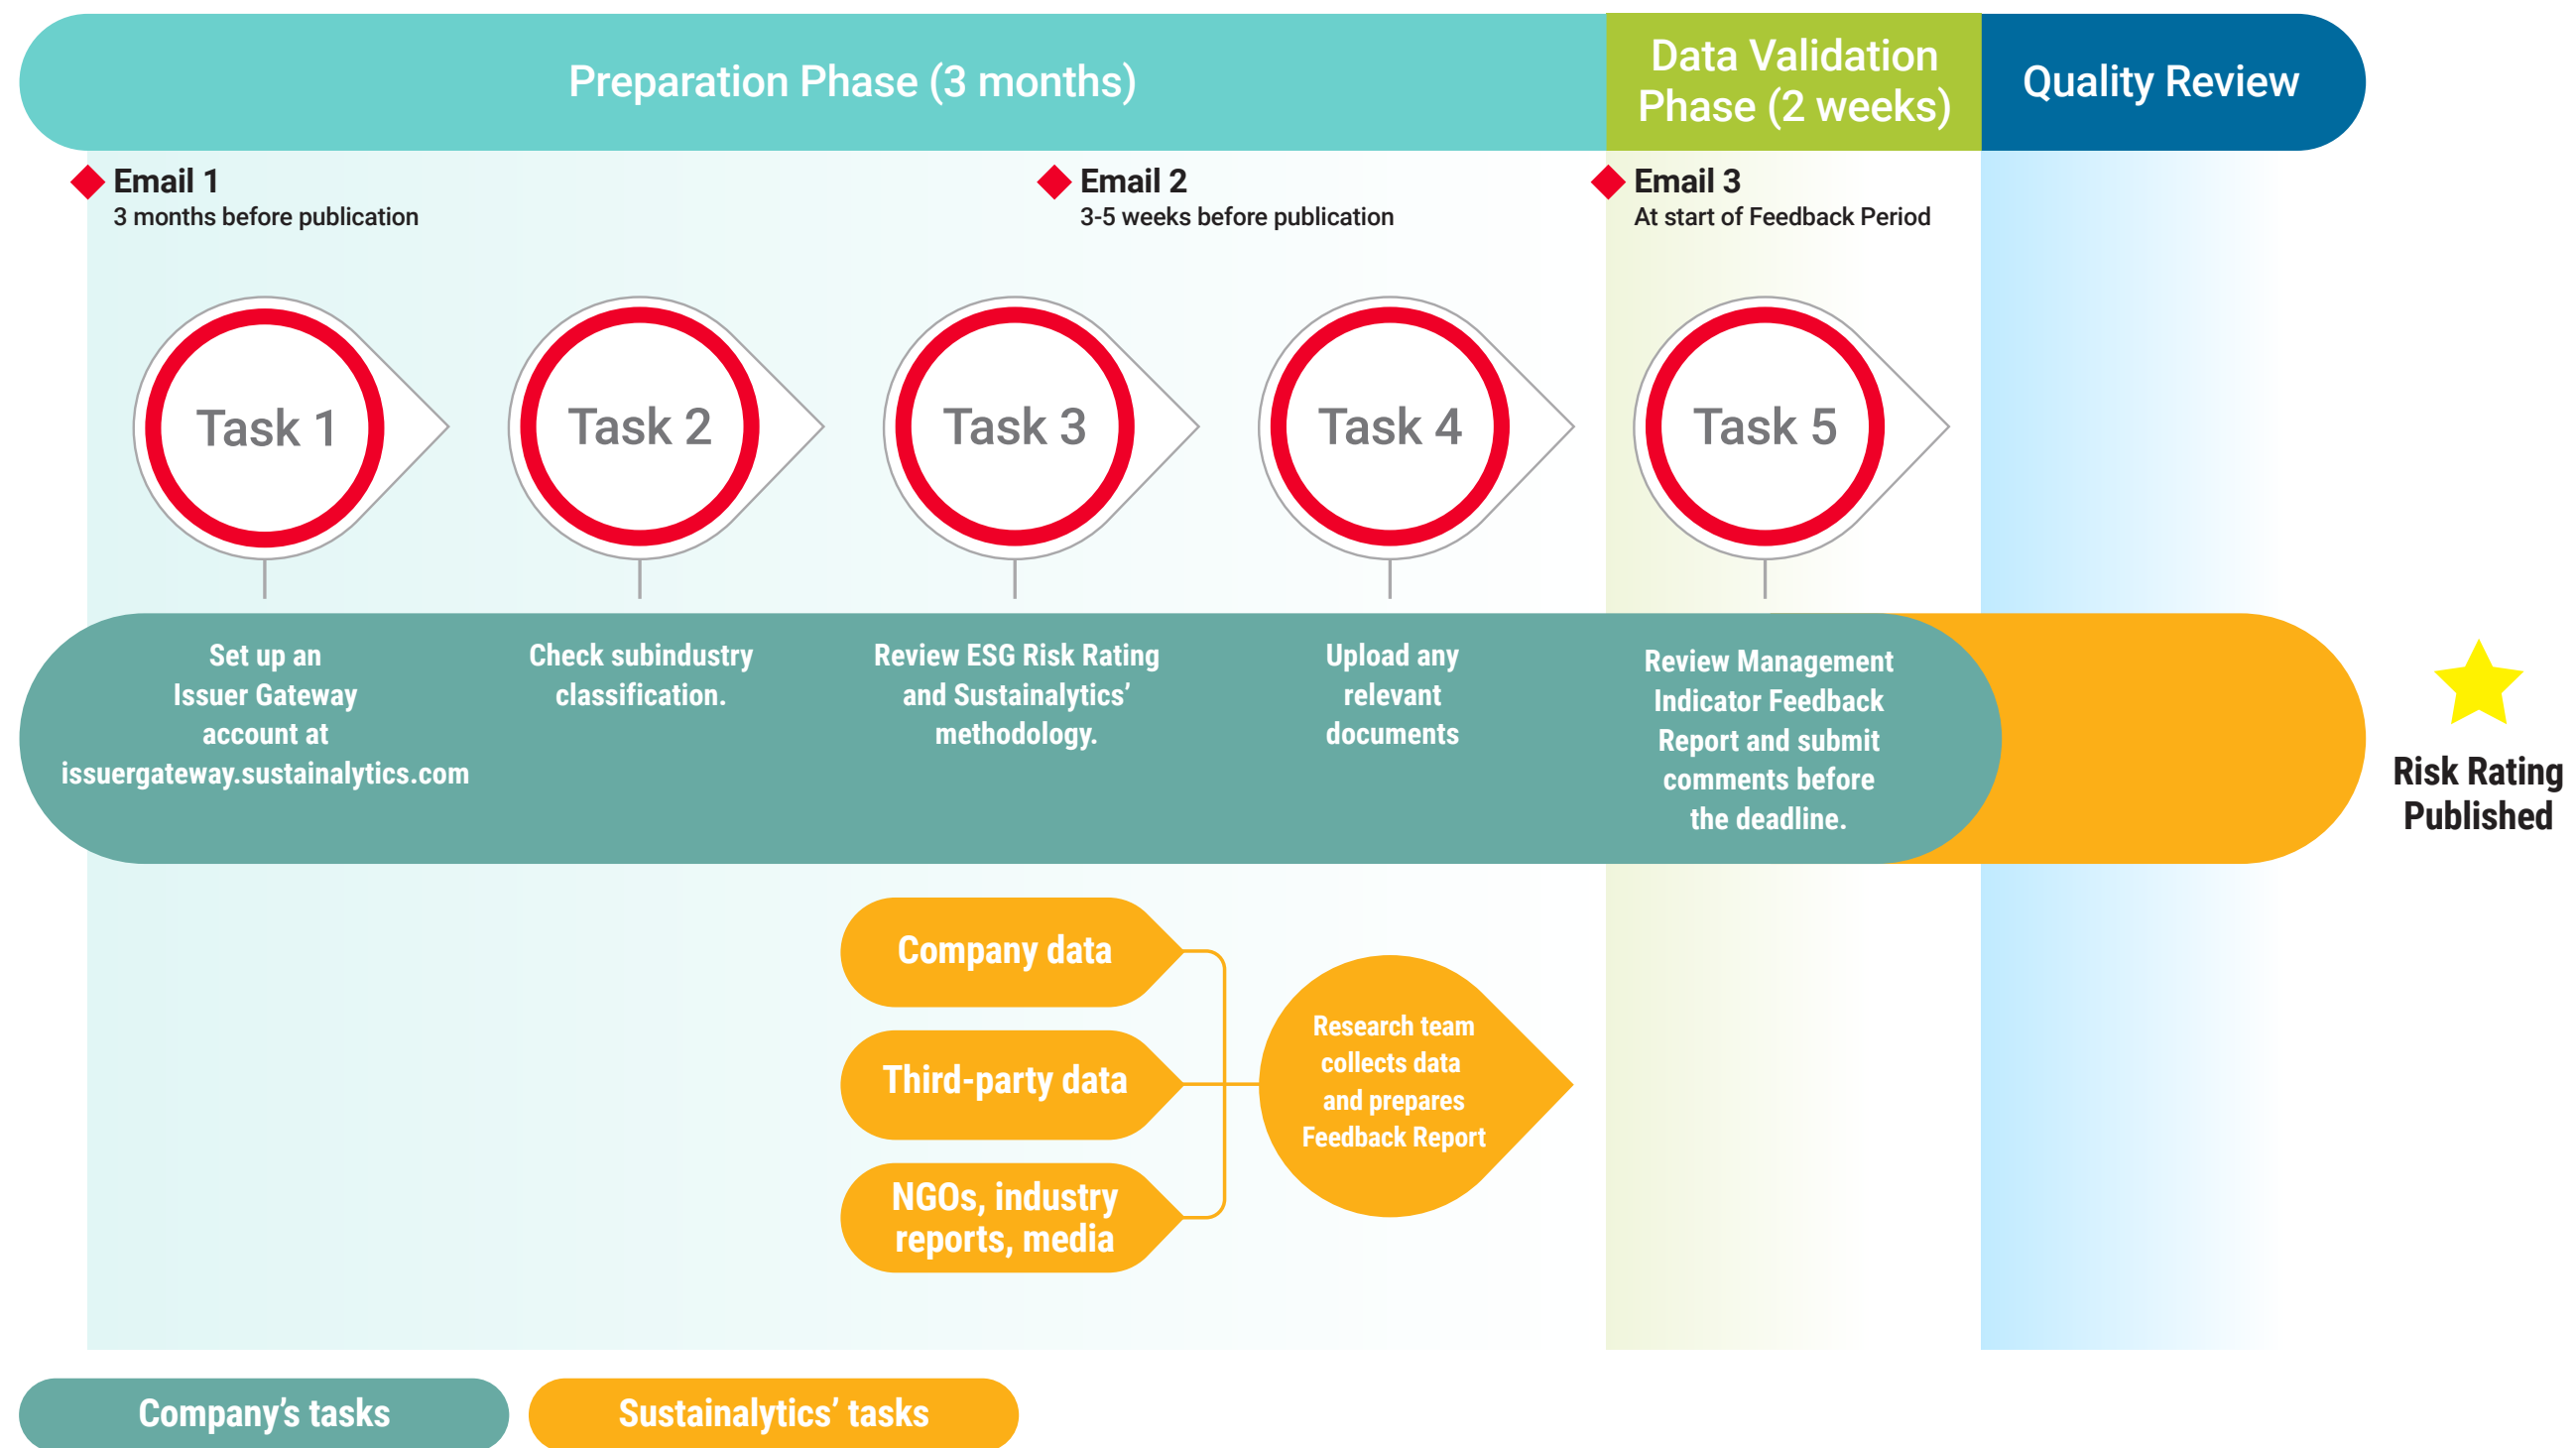 Preparation Phase (3 months)
Data Validation
Phase (2 weeks)
Quality Review
Email 1
3 months before publication
Email 2
3-5 weeks before publication
Email 3
At start of Feedback Period
Task 1
Task 2
Task 3
Task 4
Task 5
Set up an
Issuer Gateway
account at
issuergateway.sustainalytics.com
Check subindustry
classification.
Review ESG Risk Rating
and Sustainalytics’
methodology.
Upload any
relevant
documents
Review Management
Indicator Feedback
Report and submit
comments before
the deadline.
Risk Rating
Published
Company data
Third-party data
NGOs, industry
reports, media
Research team
collects data
and prepares
Feedback Report
Company’s tasks
Sustainalytics’ tasks